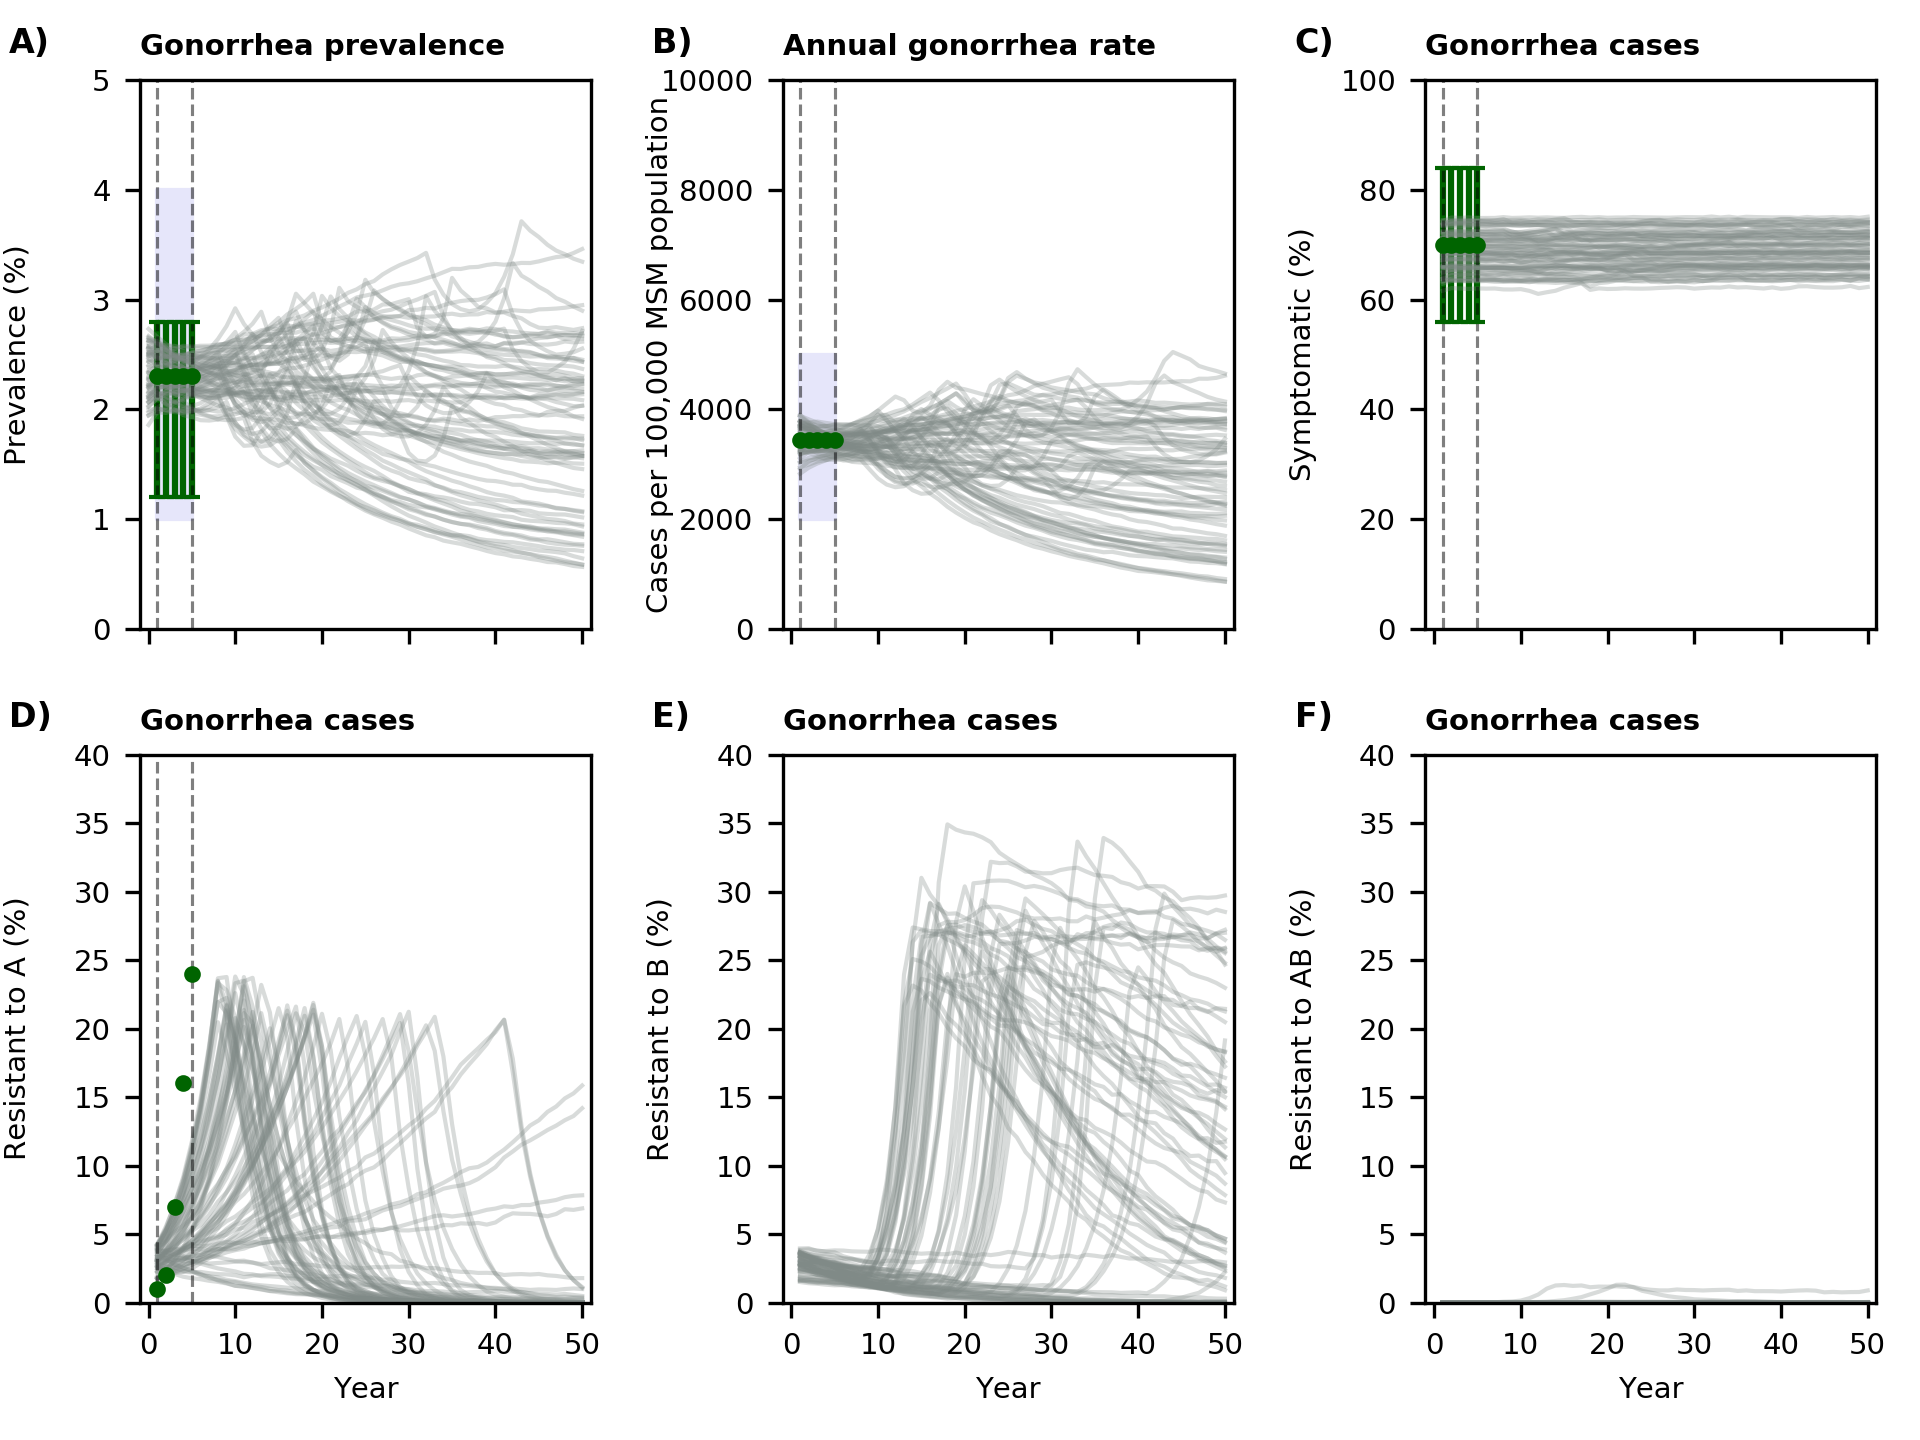 A) Gonorrhea prevalence
5
4
3
2
1
0
Prevalence (%)
B) Annual gonorrhea rate
10000
8000
6000
4000
2000
0
Cases per 100,000 MSM population
C) Gonorrhea cases
100
80
60
40
20
0
Symptomatic (%)
D) Gonorrhea cases
40
35
30
25
20
15
10
5
0
Resistant to A (%)
0 10 20 30 40 50
Year
E) Gonorrhea cases
40
35
30
25
20
15
10
5
0
Resistant to B (%)
0 10 20 30 40 50
Year
F) Gonorrhea cases
40
35
30
25
20
15
10
5
0
Resistant to AB (%)
0 10 20 30 40 50
Year